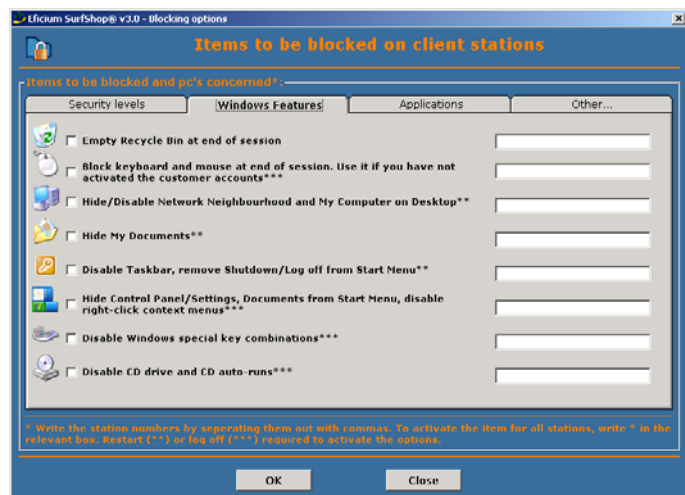 Eficium SurfShop® v3.0 - Blocking options
Items to be blocked on client stations
Items to be blocked and pc's concerned*:
Security levels
Windows Features
Applications
Other...
Empty Recycle Bin at end of session
Block keyboard and mouse at end of session. Use it if you have not
activated the customer accounts***
Hide/Disable Network Neighbourhood and My Computer on Desktop**
Hide My Documents**
Disable Taskbar, remove Shutdown/Log off from Start Menu**
Hide Control Panel/Settings, Documents from Start Menu, disable
right-click context menus***
Disable Windows special key combinations***
Disable CD drive and CD auto-runs***
* Write the station numbers by seperating them out with commas. To activate the item for all stations, write * in the
relevant box. Restart (**) or log off (***) required to activate the options.
OK
Close